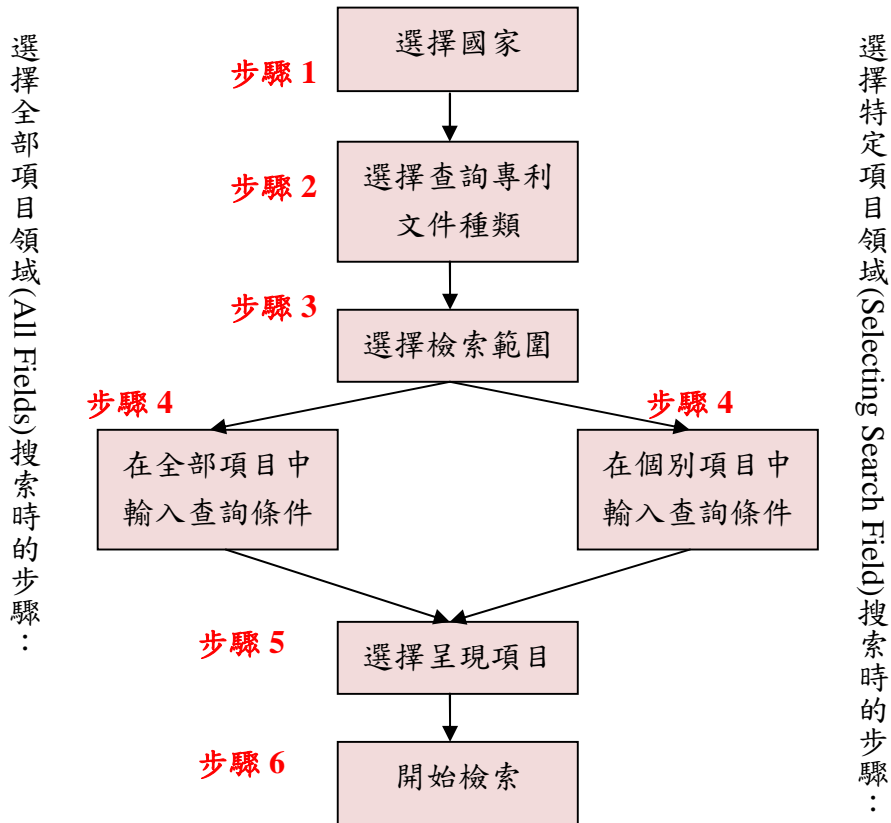 選擇全部項目領域(All Fields)搜索時的步驟：
選擇特定項目領域(Selecting Search Field)搜索時的步驟：
步驟 1
選擇國家
步驟 2
選擇查詢專利
文件種類
步驟 3
選擇檢索範圍
步驟 4
在全部項目中
輸入查詢條件
步驟 4
在個別項目中
輸入查詢條件
步驟 5
選擇呈現項目
步驟 6
開始檢索